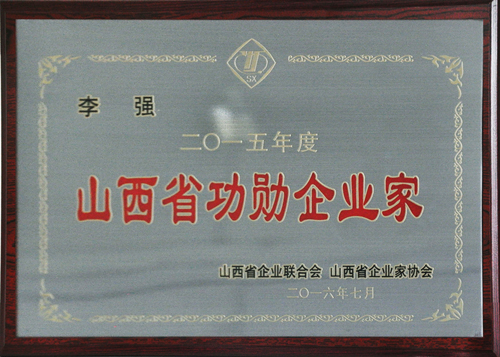 SX
李 强
二〇一五年度
山西省功勋企业家
山西省企业联合会 山西省企业家协会
二〇一六年七月